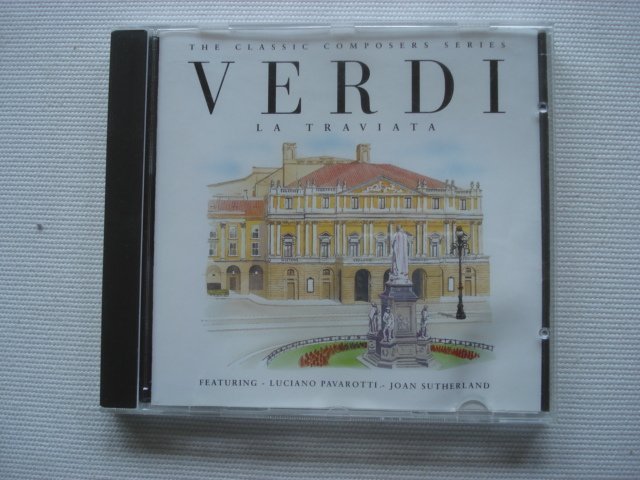 THE CLASSIC COMPOSERS SERIES
VERDI
LA TRAVIATA
FEATURING - LUCIANO PAVAROTTI - JOAN SUTHERLAND